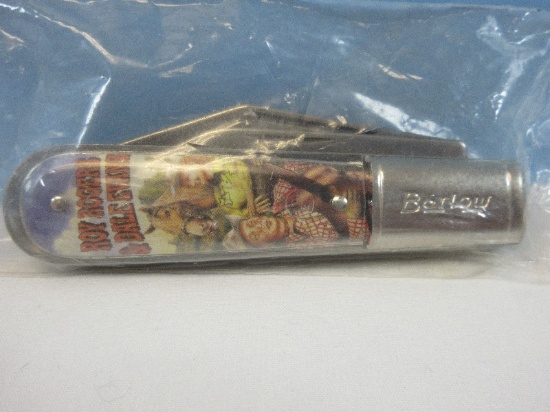 ROY ROGERS
& DALE EVANS
Barlow